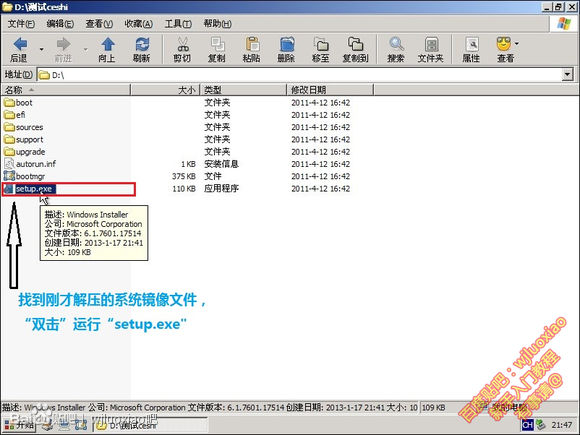 D:\测试ceshi
文件(F) 编辑(E) 查看(V) 收藏(A) 工具(T) 帮助(H)
后退 前进 向上 刷新 剪切 复制 粘贴 删除 移至 复制到 搜索 文件夹 属性 查看
地址(D) D:\
名称 大小 类型 修改日期
boot 文件夹 2011-4-12 16:42
efi 文件夹 2011-4-12 16:42
sources 文件夹 2011-4-12 16:42
support 文件夹 2011-4-12 16:42
upgrade 文件夹 2011-4-12 16:42
autorun.inf 1 KB 安装信息 2011-4-12 16:42
bootmgr 375 KB 文件 2011-4-12 16:42
setup.exe 110 KB 应用程序 2011-4-12 16:42
描述: Windows Installer
公司: Microsoft Corporation
文件版本: 6.1.7601.17514
创建日期: 2013-1-17 21:41
大小: 109 KB
找到刚才解压的系统镜像文件，
“双击”运行“setup.exe"
百度贴吧：wjluoxiao
新手入门教程
描述: Windows Installer 公司: Microsoft Corporation 文件版本: 6.1.7601.17514 创建日期: 2013-1-17 21:41 大小: 10 109 KB 我的电脑
开始 D:\测试ceshi CH 21:47